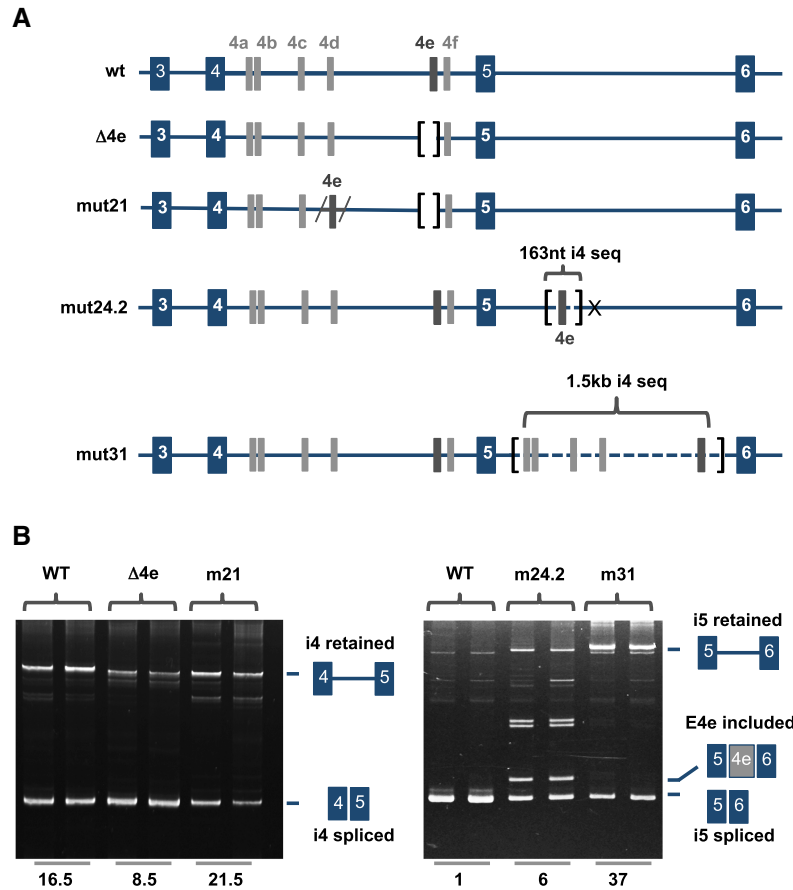 A
4a 4b 4c 4d 4e 4f
wt 3 4 5 6
Δ4e 3 4 [ ] 5 6
4e
mut21 3 4 / / [ ] 5 6
163nt i4 seq
mut24.2 3 4 5 [ ] X 6
4e
1.5kb i4 seq
mut31 3 4 5 [ ] 6
B
WT Δ4e m21
i4 retained
4 5
4 5
i4 spliced
16.5 8.5 21.5
WT m24.2 m31
i5 retained
5 6
E4e included
5 4e 6
5 6
i5 spliced
1 6 37